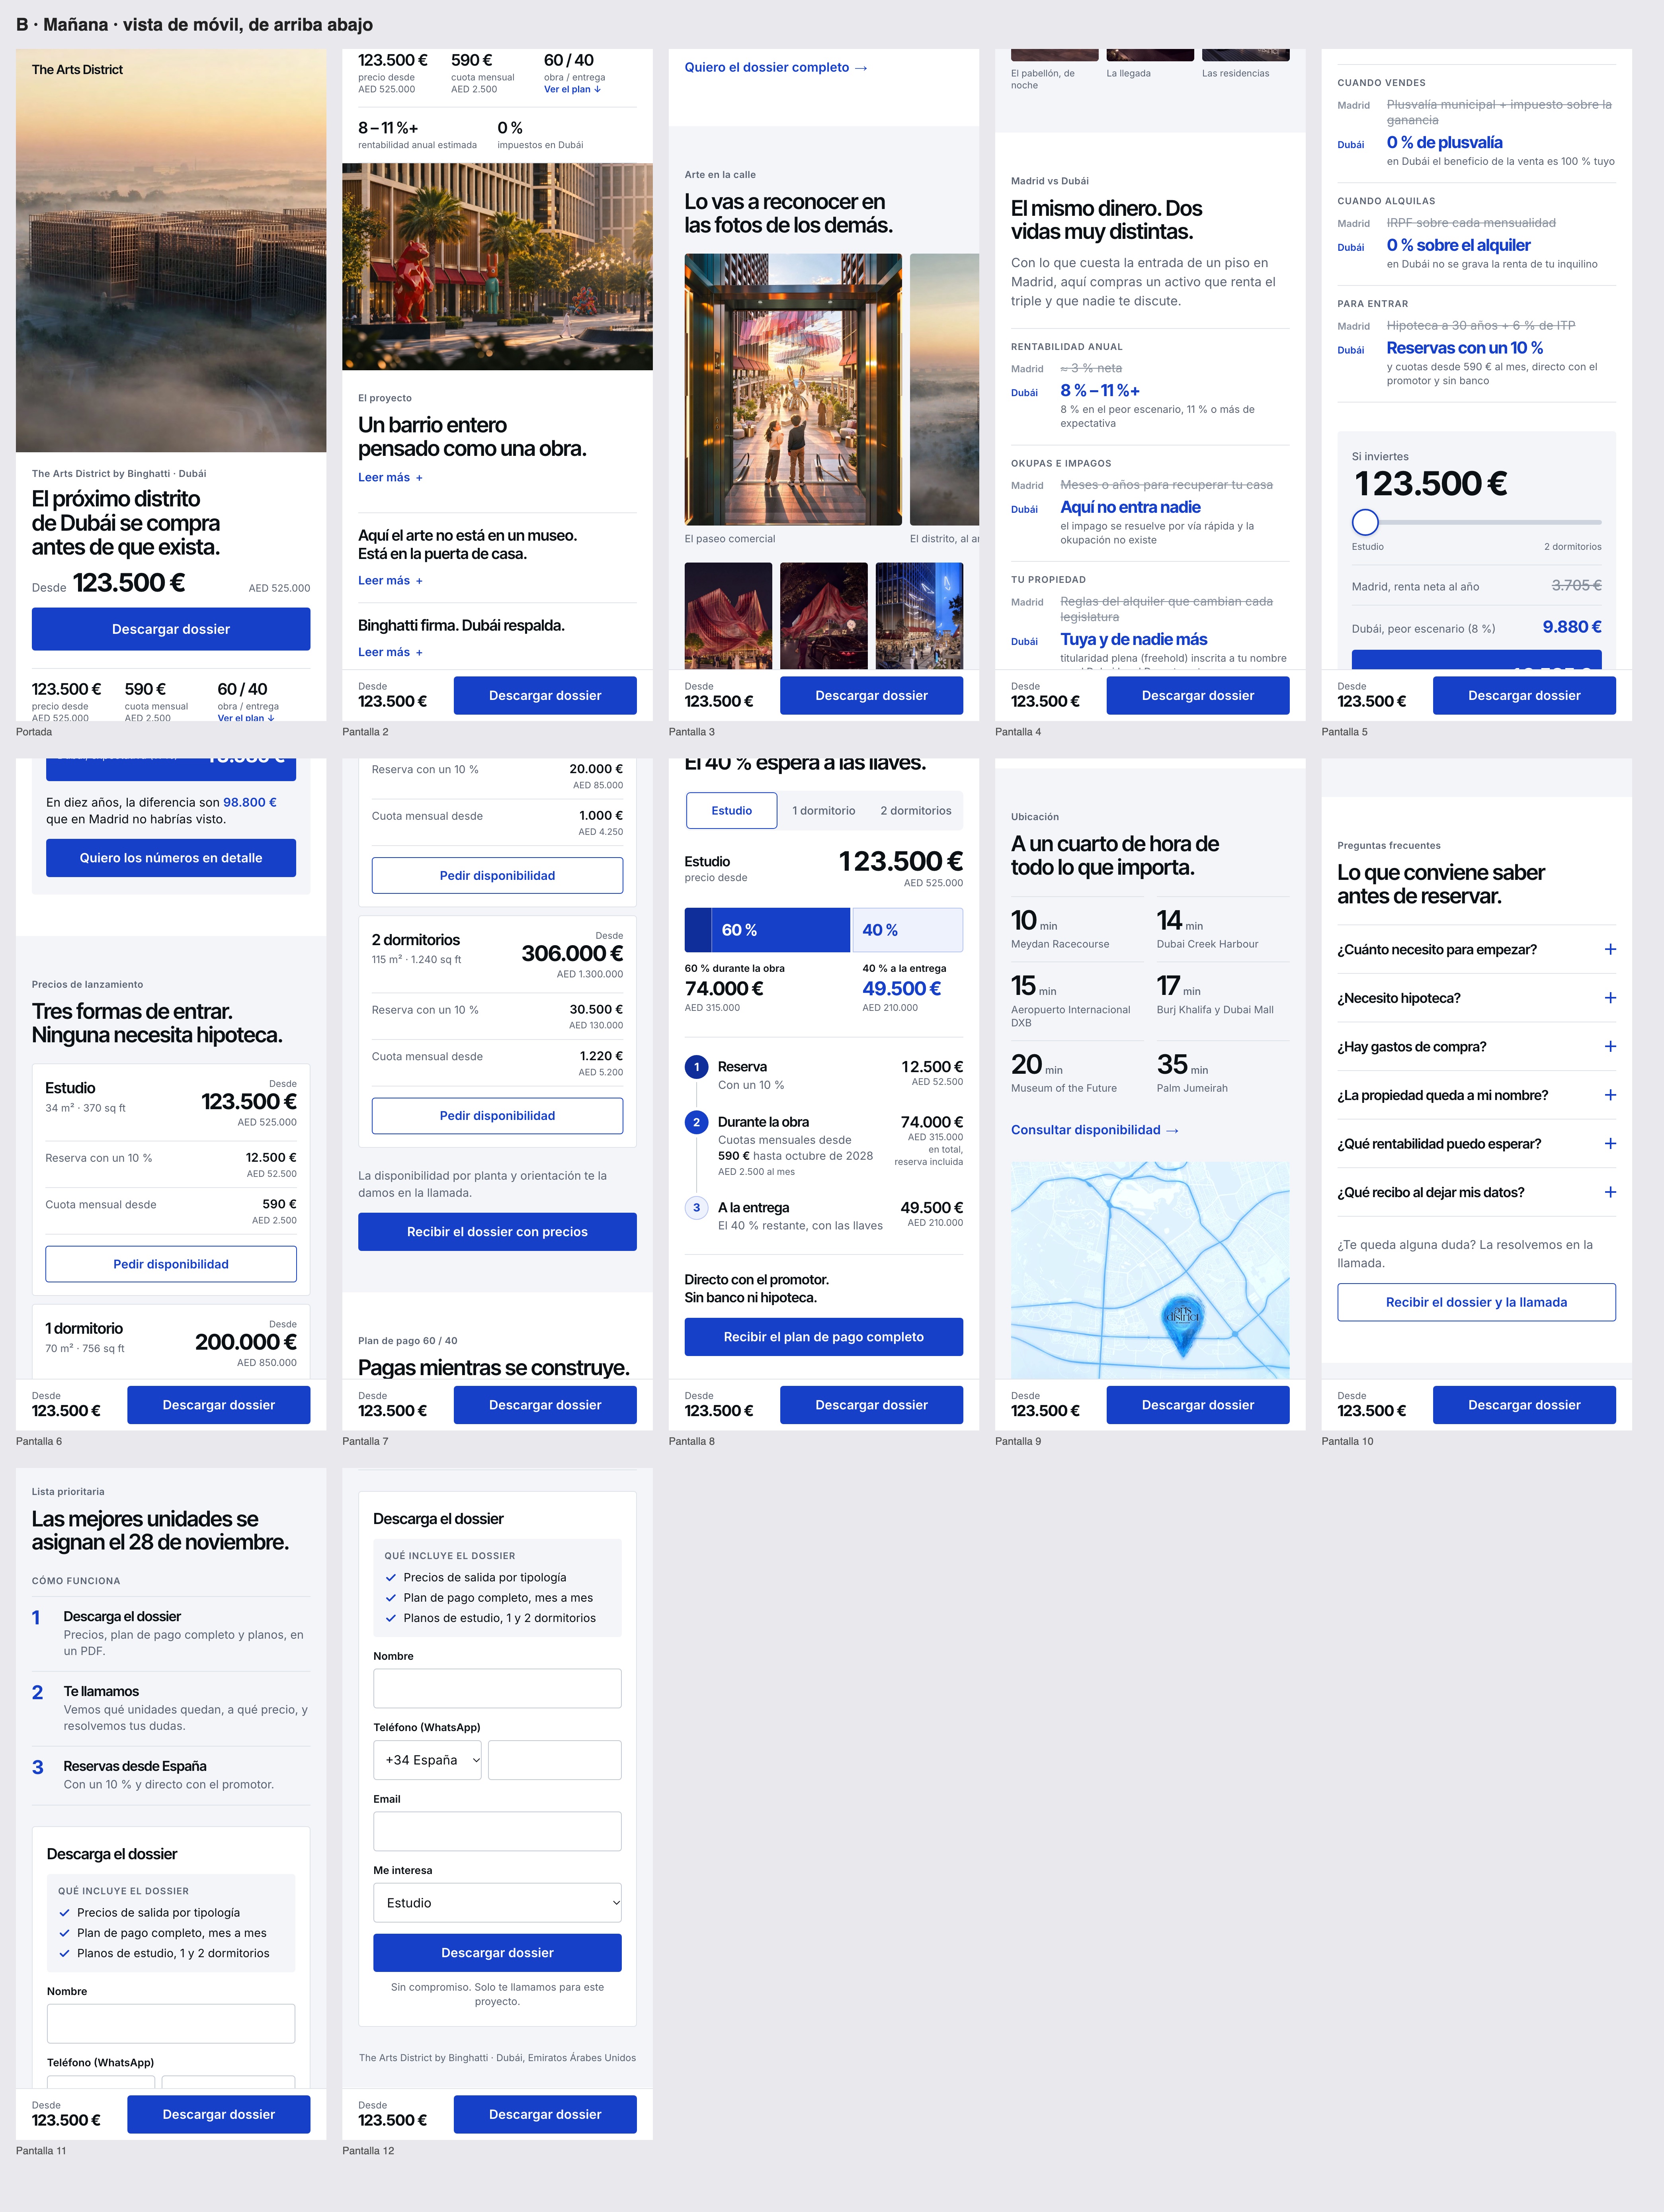 B · Mañana · vista de móvil, de arriba abajo
The Arts District
The Arts District by Binghatti · Dubái
El próximo distrito
de Dubái se compra
antes de que exista.
Desde 123.500 € AED 525.000
Descargar dossier
123.500 € 590 € 60 / 40
precio desde cuota mensual obra / entrega
AED 525.000 AED 2.500 Ver el plan ↓
Portada
123.500 € 590 € 60 / 40
precio desde cuota mensual obra / entrega
AED 525.000 AED 2.500 Ver el plan ↓
8 – 11 %+ 0 %
rentabilidad anual estimada impuestos en Dubái
El proyecto
Un barrio entero
pensado como una obra.
Leer más +
Aquí el arte no está en un museo.
Está en la puerta de casa.
Leer más +
Binghatti firma. Dubái respalda.
Leer más +
Desde
123.500 €
Descargar dossier
Pantalla 2
Quiero el dossier completo →
Arte en la calle
Lo vas a reconocer en
las fotos de los demás.
El paseo comercial El distrito, al
Desde
123.500 €
Descargar dossier
Pantalla 3
El pabellón, de La llegada Las residencias
noche
Madrid vs Dubái
El mismo dinero. Dos
vidas muy distintas.
Con lo que cuesta la entrada de un piso en
Madrid, aquí compras un activo que renta el
triple y que nadie te discute.
RENTABILIDAD ANUAL
Madrid ≈ 3 % neta
Dubái 8 % – 11 %+
8 % en el peor escenario, 11 % o más de
expectativa
OKUPAS E IMPAGOS
Madrid Meses o años para recuperar tu casa
Dubái Aquí no entra nadie
el impago se resuelve por vía rápida y la
okupación no existe
TU PROPIEDAD
Madrid Reglas del alquiler que cambian cada
legislatura
Dubái Tuya y de nadie más
titularidad plena (freehold) inscrita a tu nombre
Desde
123.500 €
Descargar dossier
Pantalla 4
CUANDO VENDES
Madrid Plusvalía municipal + impuesto sobre la
ganancia
Dubái 0 % de plusvalía
en Dubái el beneficio de la venta es 100 % tuyo
CUANDO ALQUILAS
Madrid IRPF sobre cada mensualidad
Dubái 0 % sobre el alquiler
en Dubái no se grava la renta de tu inquilino
PARA ENTRAR
Madrid Hipoteca a 30 años + 6 % de ITP
Dubái Reservas con un 10 %
y cuotas desde 590 € al mes, directo con el
promotor y sin banco
Si inviertes
123.500 €
Estudio 2 dormitorios
Madrid, renta neta al año 3.705 €
Dubái, peor escenario (8 %) 9.880 €
Desde
123.500 €
Descargar dossier
Pantalla 5
En diez años, la diferencia son 98.800 €
que en Madrid no habrías visto.
Quiero los números en detalle
Precios de lanzamiento
Tres formas de entrar.
Ninguna necesita hipoteca.
Estudio Desde
34 m² · 370 sq ft 123.500 €
AED 525.000
Reserva con un 10 % 12.500 €
AED 52.500
Cuota mensual desde 590 €
AED 2.500
Pedir disponibilidad
1 dormitorio Desde
70 m² · 756 sq ft 200.000 €
AED 850.000
Desde
123.500 €
Descargar dossier
Pantalla 6
Reserva con un 10 % 20.000 €
AED 85.000
Cuota mensual desde 1.000 €
AED 4.250
Pedir disponibilidad
2 dormitorios Desde
115 m² · 1.240 sq ft 306.000 €
AED 1.300.000
Reserva con un 10 % 30.500 €
AED 130.000
Cuota mensual desde 1.220 €
AED 5.200
Pedir disponibilidad
La disponibilidad por planta y orientación te la
damos en la llamada.
Recibir el dossier con precios
Plan de pago 60 / 40
Pagas mientras se construye.
Desde
123.500 €
Descargar dossier
Pantalla 7
El 40 % espera a las llaves.
Estudio 1 dormitorio 2 dormitorios
Estudio 123.500 €
precio desde AED 525.000
60 % 40 %
60 % durante la obra 40 % a la entrega
74.000 € 49.500 €
AED 315.000 AED 210.000
1 Reserva 12.500 €
Con un 10 % AED 52.500
2 Durante la obra 74.000 €
Cuotas mensuales desde AED 315.000
590 € hasta octubre de 2028 en total,
AED 2.500 al mes reserva incluida
3 A la entrega 49.500 €
El 40 % restante, con las llaves AED 210.000
Directo con el promotor.
Sin banco ni hipoteca.
Recibir el plan de pago completo
Desde
123.500 €
Descargar dossier
Pantalla 8
Ubicación
A un cuarto de hora de
todo lo que importa.
10 min 14 min
Meydan Racecourse Dubai Creek Harbour
15 min 17 min
Aeropuerto Internacional Burj Khalifa y Dubai Mall
DXB
20 min 35 min
Museum of the Future Palm Jumeirah
Consultar disponibilidad →
arts
district
Desde
123.500 €
Descargar dossier
Pantalla 9
Preguntas frecuentes
Lo que conviene saber
antes de reservar.
¿Cuánto necesito para empezar? +
¿Necesito hipoteca? +
¿Hay gastos de compra? +
¿La propiedad queda a mi nombre? +
¿Qué rentabilidad puedo esperar? +
¿Qué recibo al dejar mis datos? +
¿Te queda alguna duda? La resolvemos en la
llamada.
Recibir el dossier y la llamada
Desde
123.500 €
Descargar dossier
Pantalla 10
Lista prioritaria
Las mejores unidades se
asignan el 28 de noviembre.
CÓMO FUNCIONA
1 Descarga el dossier
Precios, plan de pago completo y planos, en
un PDF.
2 Te llamamos
Vemos qué unidades quedan, a qué precio, y
resolvemos tus dudas.
3 Reservas desde España
Con un 10 % y directo con el promotor.
Descarga el dossier
QUÉ INCLUYE EL DOSSIER
Precios de salida por tipología
Plan de pago completo, mes a mes
Planos de estudio, 1 y 2 dormitorios
Nombre
Teléfono (WhatsApp)
Desde
123.500 €
Descargar dossier
Pantalla 11
Descarga el dossier
QUÉ INCLUYE EL DOSSIER
Precios de salida por tipología
Plan de pago completo, mes a mes
Planos de estudio, 1 y 2 dormitorios
Nombre
Teléfono (WhatsApp)
+34 España
Email
Me interesa
Estudio
Descargar dossier
Sin compromiso. Solo te llamamos para este
proyecto.
The Arts District by Binghatti · Dubái, Emiratos Árabes Unidos
Desde
123.500 €
Descargar dossier
Pantalla 12